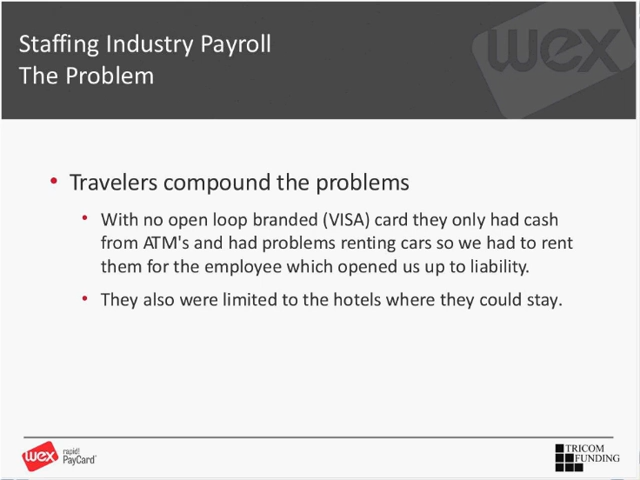 Staffing Industry Payroll
The Problem
wex
• Travelers compound the problems
• With no open loop branded (VISA) card they only had cash
from ATM's and had problems renting cars so we had to rent
them for the employee which opened us up to liability.
• They also were limited to the hotels where they could stay.
wex
rapid!
PayCard
TRICOM
FUNDING